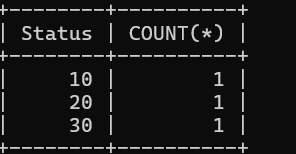 +--------+----------+
| Status | COUNT(*) |
+--------+----------+
|     10 |        1 |
|     20 |        1 |
|     30 |        1 |
+--------+----------+